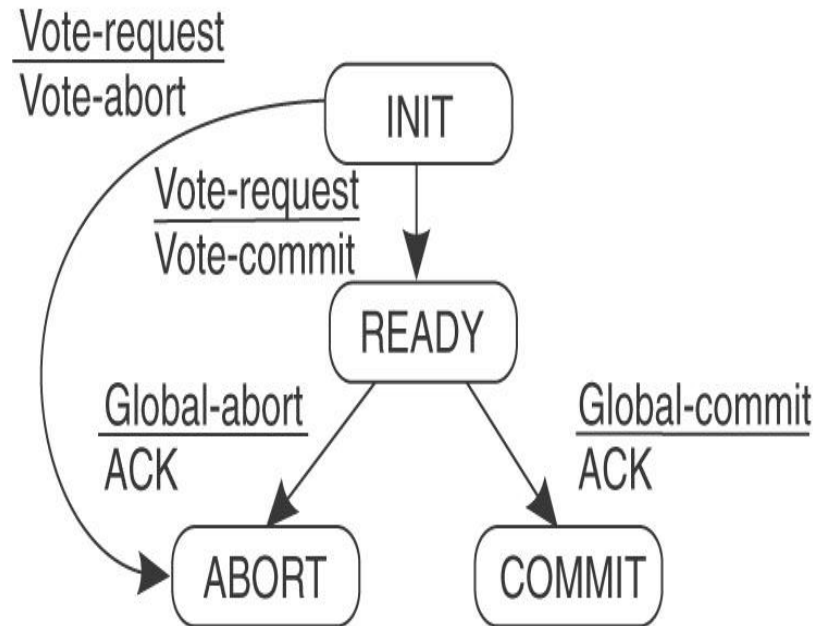 Vote-request
Vote-abort
INIT
Vote-request
Vote-commit
READY
Global-abort
ACK
Global-commit
ACK
ABORT
COMMIT